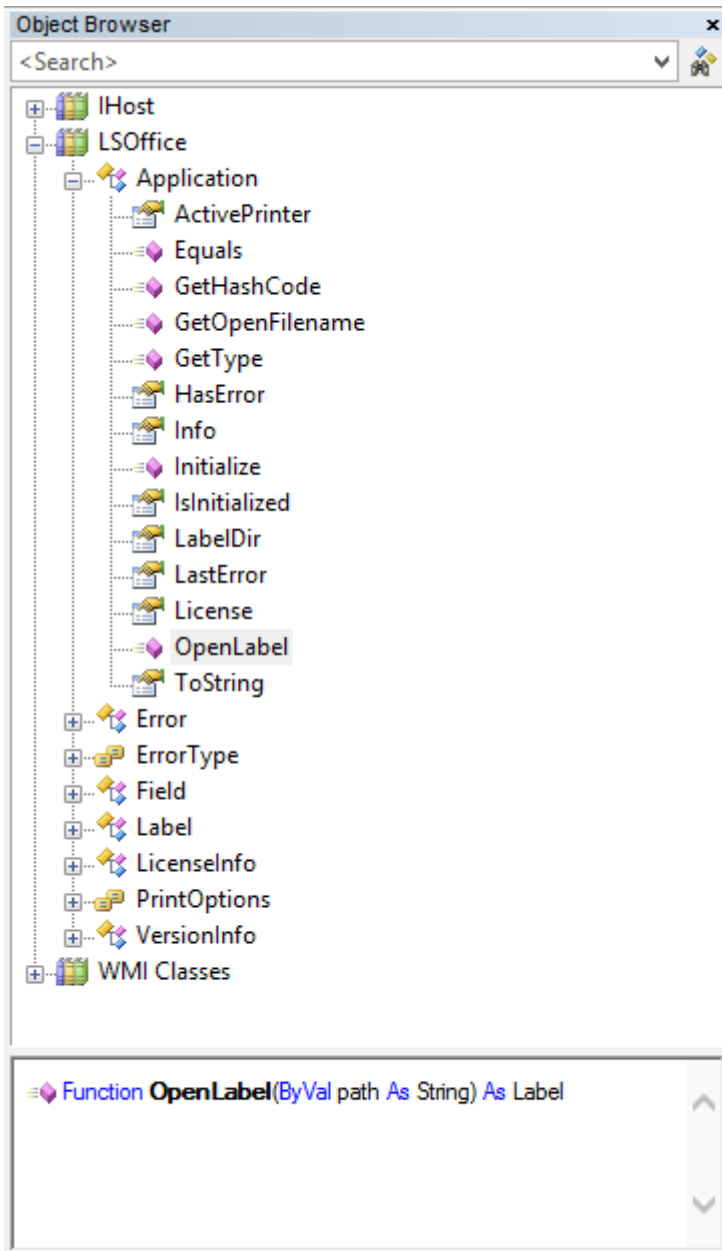 Object Browser
<Search>
IHost
LSOffice
Application
ActivePrinter
Equals
GetHashCode
GetOpenFilename
GetType
HasError
Info
Initialize
IsInitialized
LabelDir
LastError
License
OpenLabel
ToString
Error
ErrorType
Field
Label
LicenseInfo
PrintOptions
VersionInfo
WMI Classes
Function OpenLabel(ByVal path As String) As Label